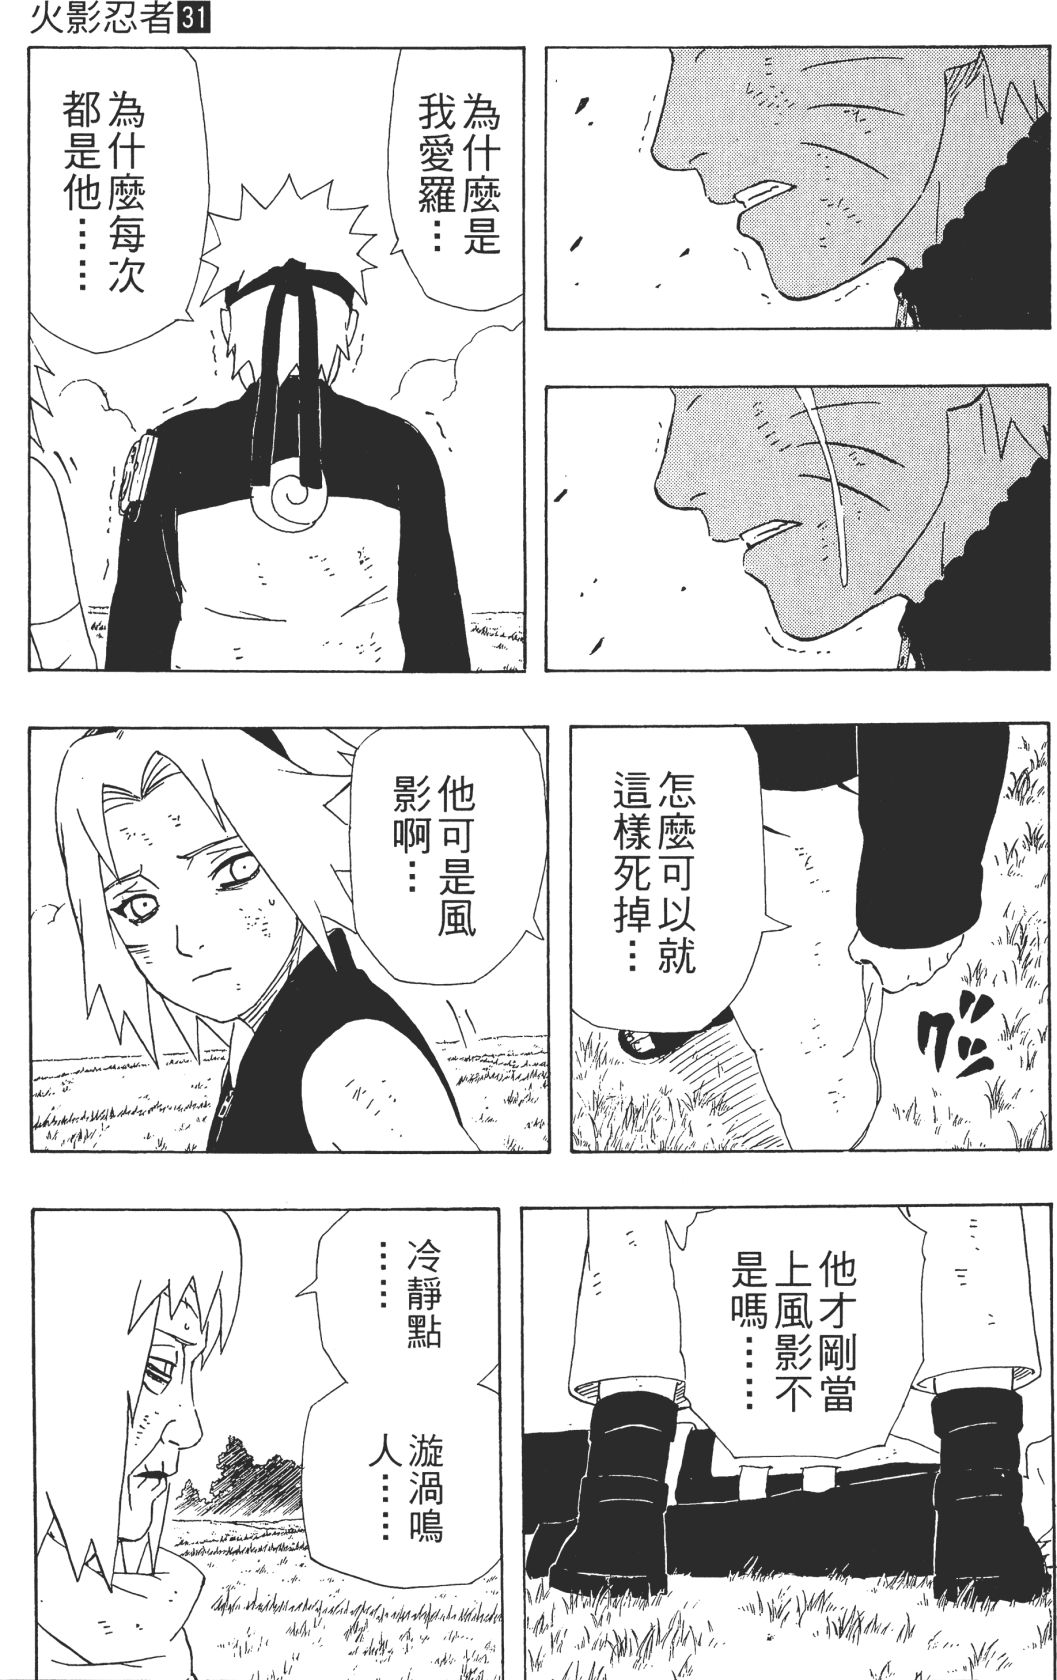 火影忍者31
為什麼是
我愛羅…
為什麼每次
都是他……
怎麼可以就
這樣死掉…
グッ
他可是風
影啊…
他才剛當
上風影不
是嗎……
冷靜點
……
漩渦鳴
人……